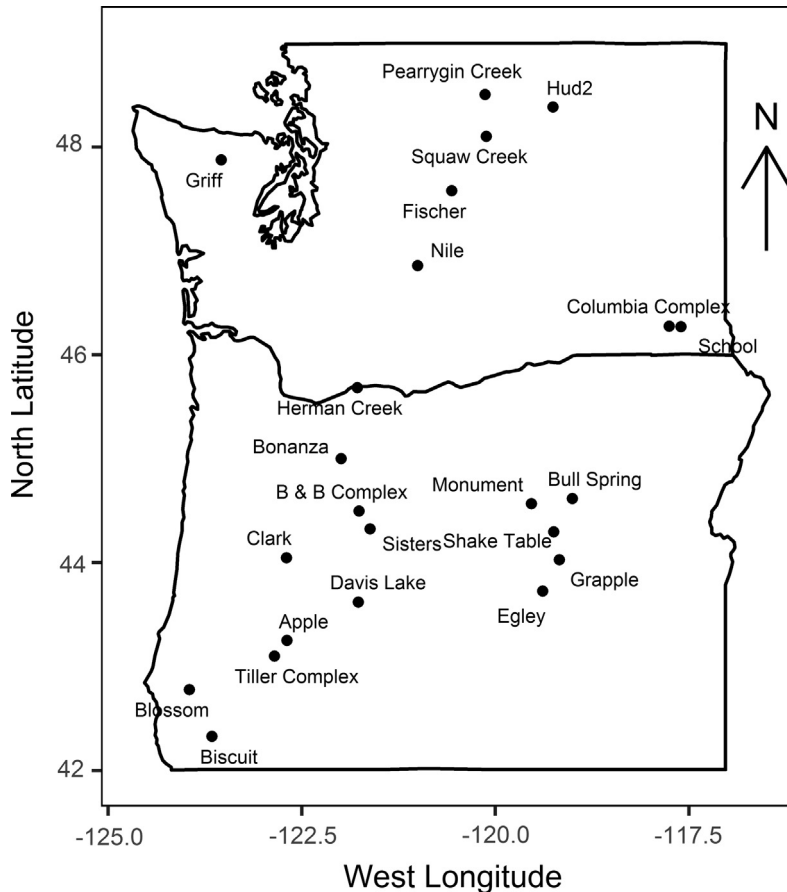 Pearrygin Creek
Hud2
N
48
Squaw Creek
Griff
Fischer
Nile
Columbia Complex
School
46
Herman Creek
Bonanza
B & B Complex
Monument
Bull Spring
Clark
Sisters
Shake Table
Davis Lake
Grapple
Apple
Egley
Tiller Complex
Blossom
Biscuit
42
44
North Latitude
-125.0
-122.5
-120.0
-117.5
West Longitude